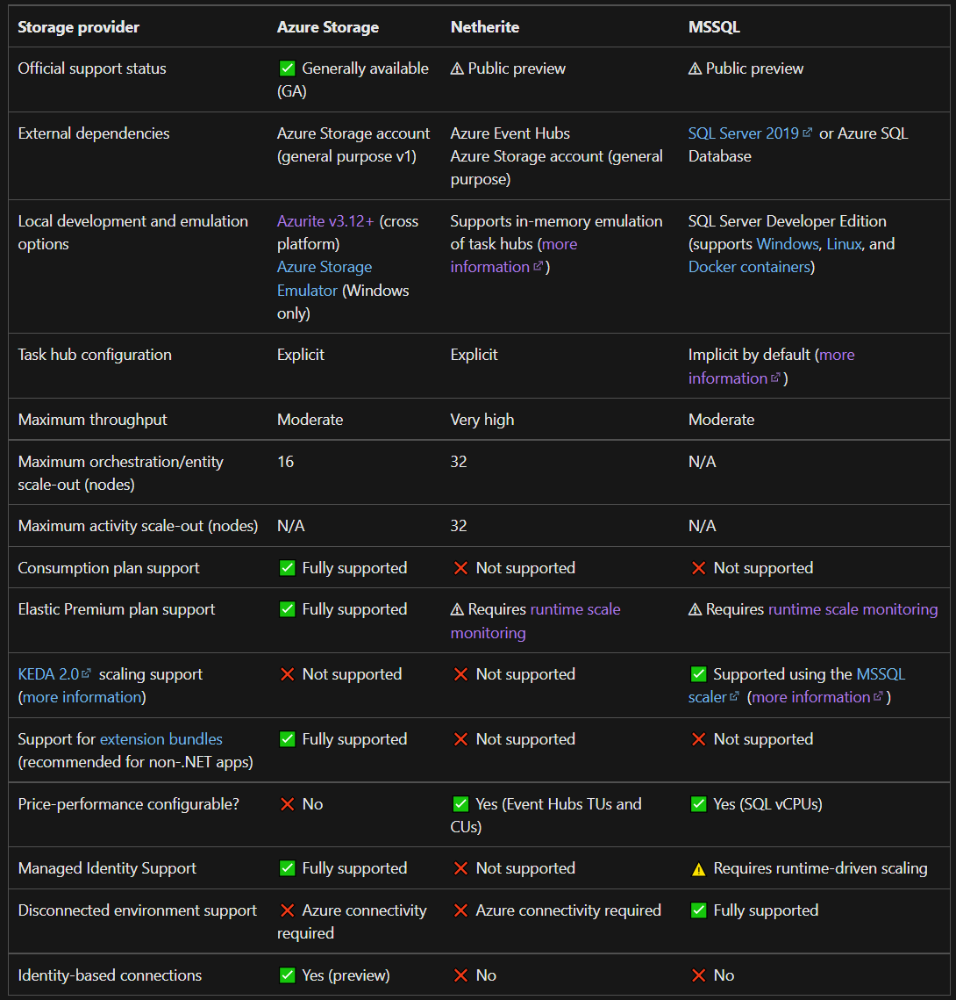 Storage provider Azure Storage Netherite MSSQL
Official support status ✅ Generally available ⚠ Public preview ⚠ Public preview
(GA)
External dependencies Azure Storage account Azure Event Hubs SQL Server 2019 or Azure SQL
(general purpose v1) Azure Storage account (general Database
purpose)
Local development and emulation Azurite v3.12+ (cross Supports in-memory emulation SQL Server Developer Edition
options platform) of task hubs (more (supports Windows, Linux, and
Azure Storage information) Docker containers)
Emulator (Windows
only)
Task hub configuration Explicit Explicit Implicit by default (more
information)
Maximum throughput Moderate Very high Moderate
Maximum orchestration/entity 16 32 N/A
scale-out (nodes)
Maximum activity scale-out (nodes) N/A 32 N/A
Consumption plan support ✅ Fully supported ❌ Not supported ❌ Not supported
Elastic Premium plan support ✅ Fully supported ⚠ Requires runtime scale ⚠ Requires runtime scale monitoring
monitoring
KEDA 2.0 scaling support ❌ Not supported ❌ Not supported ✅ Supported using the MSSQL
(more information) scaler (more information)
Support for extension bundles ✅ Fully supported ❌ Not supported ❌ Not supported
(recommended for non-.NET apps)
Price-performance configurable? ❌ No ✅ Yes (Event Hubs TUs and ✅ Yes (SQL vCPUs)
CUs)
Managed Identity Support ✅ Fully supported ❌ Not supported ⚠️ Requires runtime-driven scaling
Disconnected environment support ❌ Azure connectivity ❌ Azure connectivity required ✅ Fully supported
required
Identity-based connections ✅ Yes (preview) ❌ No ❌ No